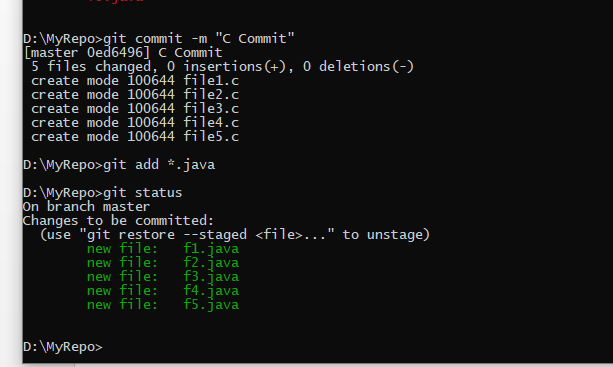 D:\MyRepo>git commit -m "C Commit"
[master 0ed6496] C Commit
 5 files changed, 0 insertions(+), 0 deletions(-)
 create mode 100644 file1.c
 create mode 100644 file2.c
 create mode 100644 file3.c
 create mode 100644 file4.c
 create mode 100644 file5.c
D:\MyRepo>git add *.java
D:\MyRepo>git status
On branch master
Changes to be committed:
  (use "git restore --staged <file>..." to unstage)
        new file:   f1.java
        new file:   f2.java
        new file:   f3.java
        new file:   f4.java
        new file:   f5.java
D:\MyRepo>